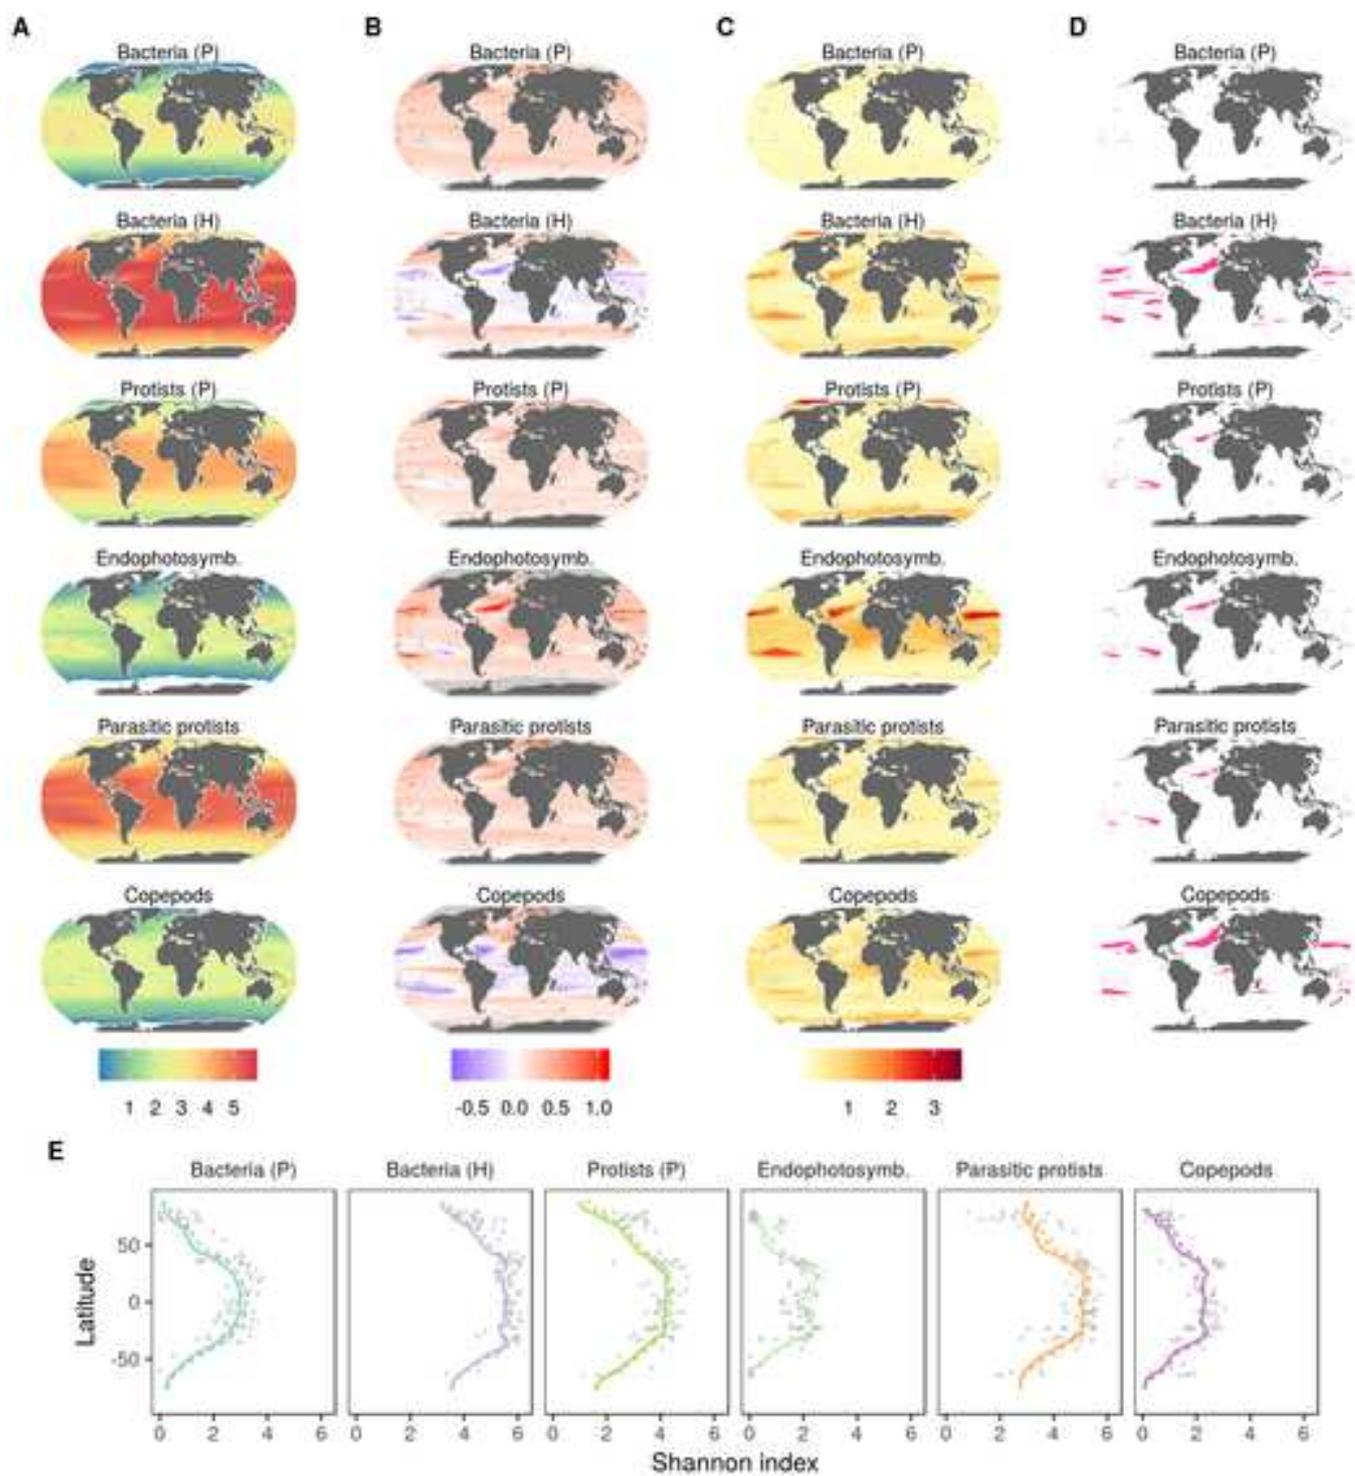 A B C D
Bacteria (P) Bacteria (P) Bacteria (P) Bacteria (P)
Bacteria (H) Bacteria (H) Bacteria (H) Bacteria (H)
Protists (P) Protists (P) Protists (P) Protists (P)
Endophotosymb. Endophotosymb. Endophotosymb. Endophotosymb.
Parasitic protists Parasitic protists Parasitic protists Parasitic protists
Copepods Copepods Copepods Copepods
1 2 3 4 5 -0.5 0.0 0.5 1.0 1 2 3
E
Bacteria (P) Bacteria (H) Protists (P) Endophotosymb. Parasitic protists Copepods
50
0
-50
Latitude
0 2 4 6 0 2 4 6 0 2 4 6 0 2 4 6 0 2 4 6 0 2 4 6
Shannon index